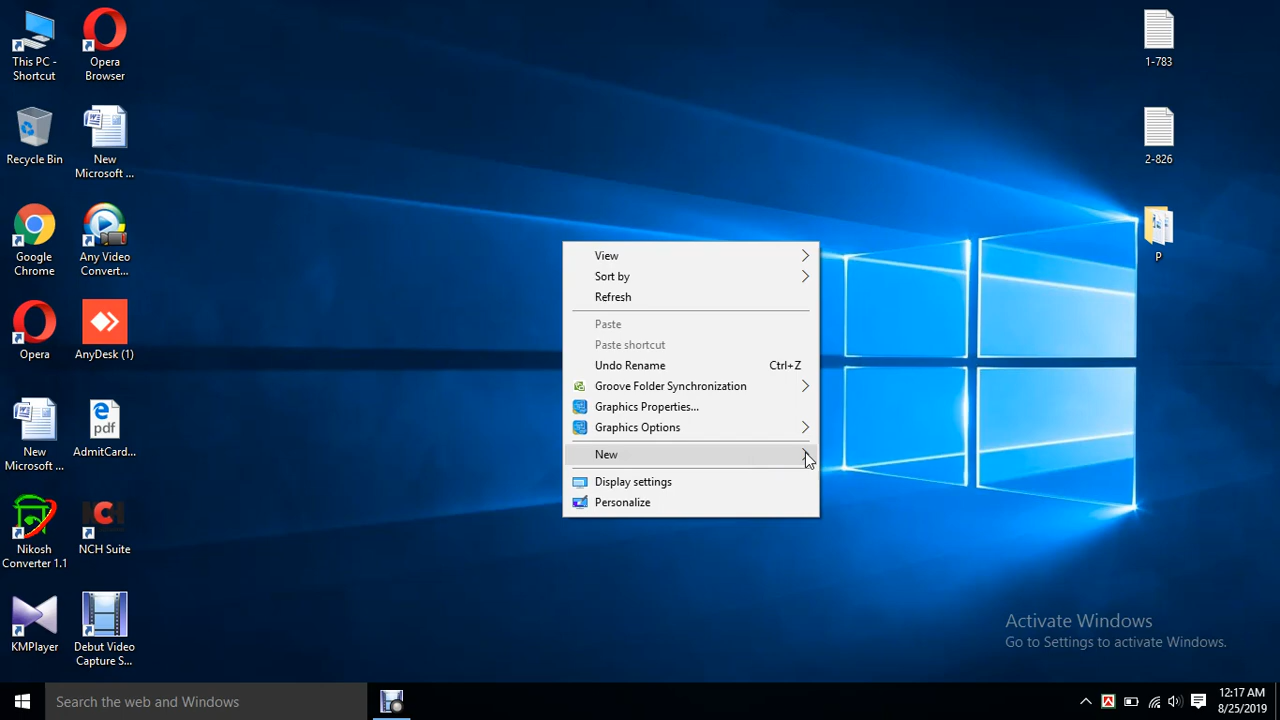 This PC -
Shortcut
Opera
Browser
Recycle Bin
New
Microsoft ...
Google
Chrome
Any Video
Convert...
Opera
AnyDesk (1)
New
Microsoft ...
pdf
AdmitCard...
Nikosh
Converter 1.1
NCH
NCH Suite
KMPlayer
Debut Video
Capture S...
1-783
2-826
P
View
Sort by
Refresh
Paste
Paste shortcut
Undo Rename Ctrl+Z
Groove Folder Synchronization
Graphics Properties...
Graphics Options
New
Display settings
Personalize
Activate Windows
Go to Settings to activate Windows.
Search the web and Windows
12:17 AM
8/25/2019